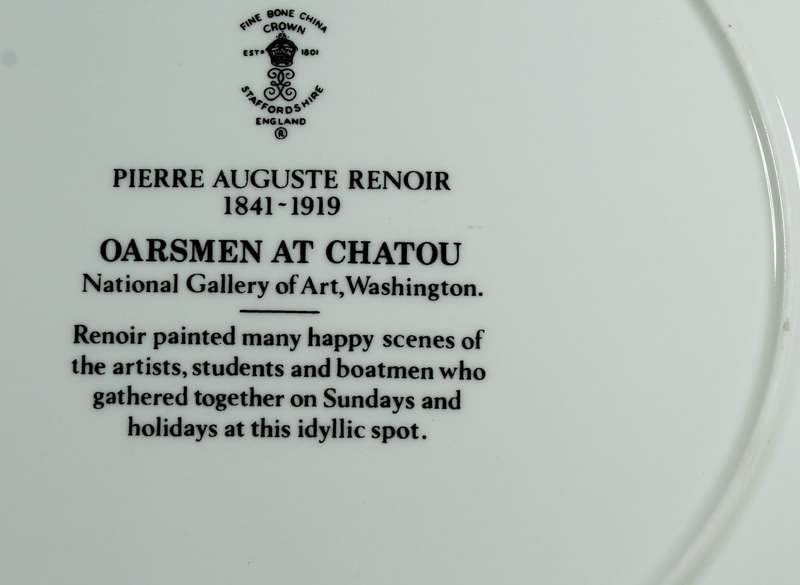 FINE BONE CHINA
CROWN
ESTD 1801
STAFFORDSHIRE
ENGLAND
®
PIERRE AUGUSTE RENOIR
1841-1919
OARSMEN AT CHATOU
National Gallery of Art, Washington.
Renoir painted many happy scenes of
the artists, students and boatmen who
gathered together on Sundays and
holidays at this idyllic spot.